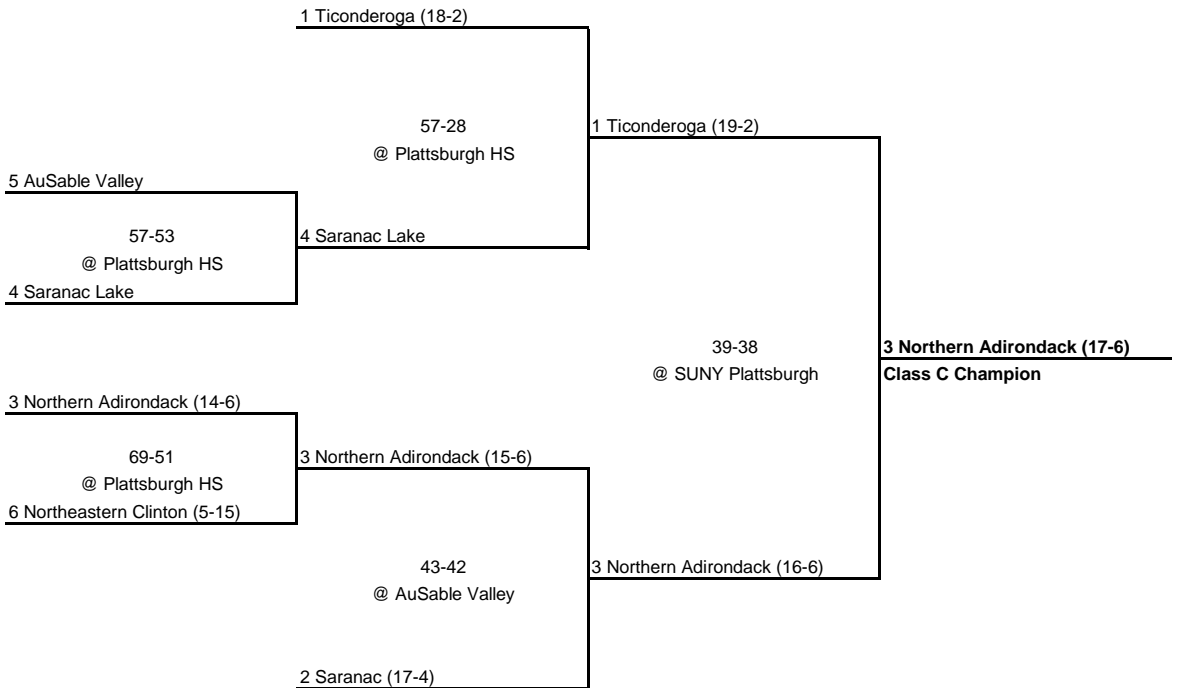 1 Ticonderoga (18-2)
57-28
@ Plattsburgh HS
1 Ticonderoga (19-2)
5 AuSable Valley
57-53
@ Plattsburgh HS
4 Saranac Lake
4 Saranac Lake
39-38
@ SUNY Plattsburgh
3 Northern Adirondack (17-6)
Class C Champion
3 Northern Adirondack (14-6)
69-51
@ Plattsburgh HS
3 Northern Adirondack (15-6)
6 Northeastern Clinton (5-15)
43-42
@ AuSable Valley
3 Northern Adirondack (16-6)
2 Saranac (17-4)